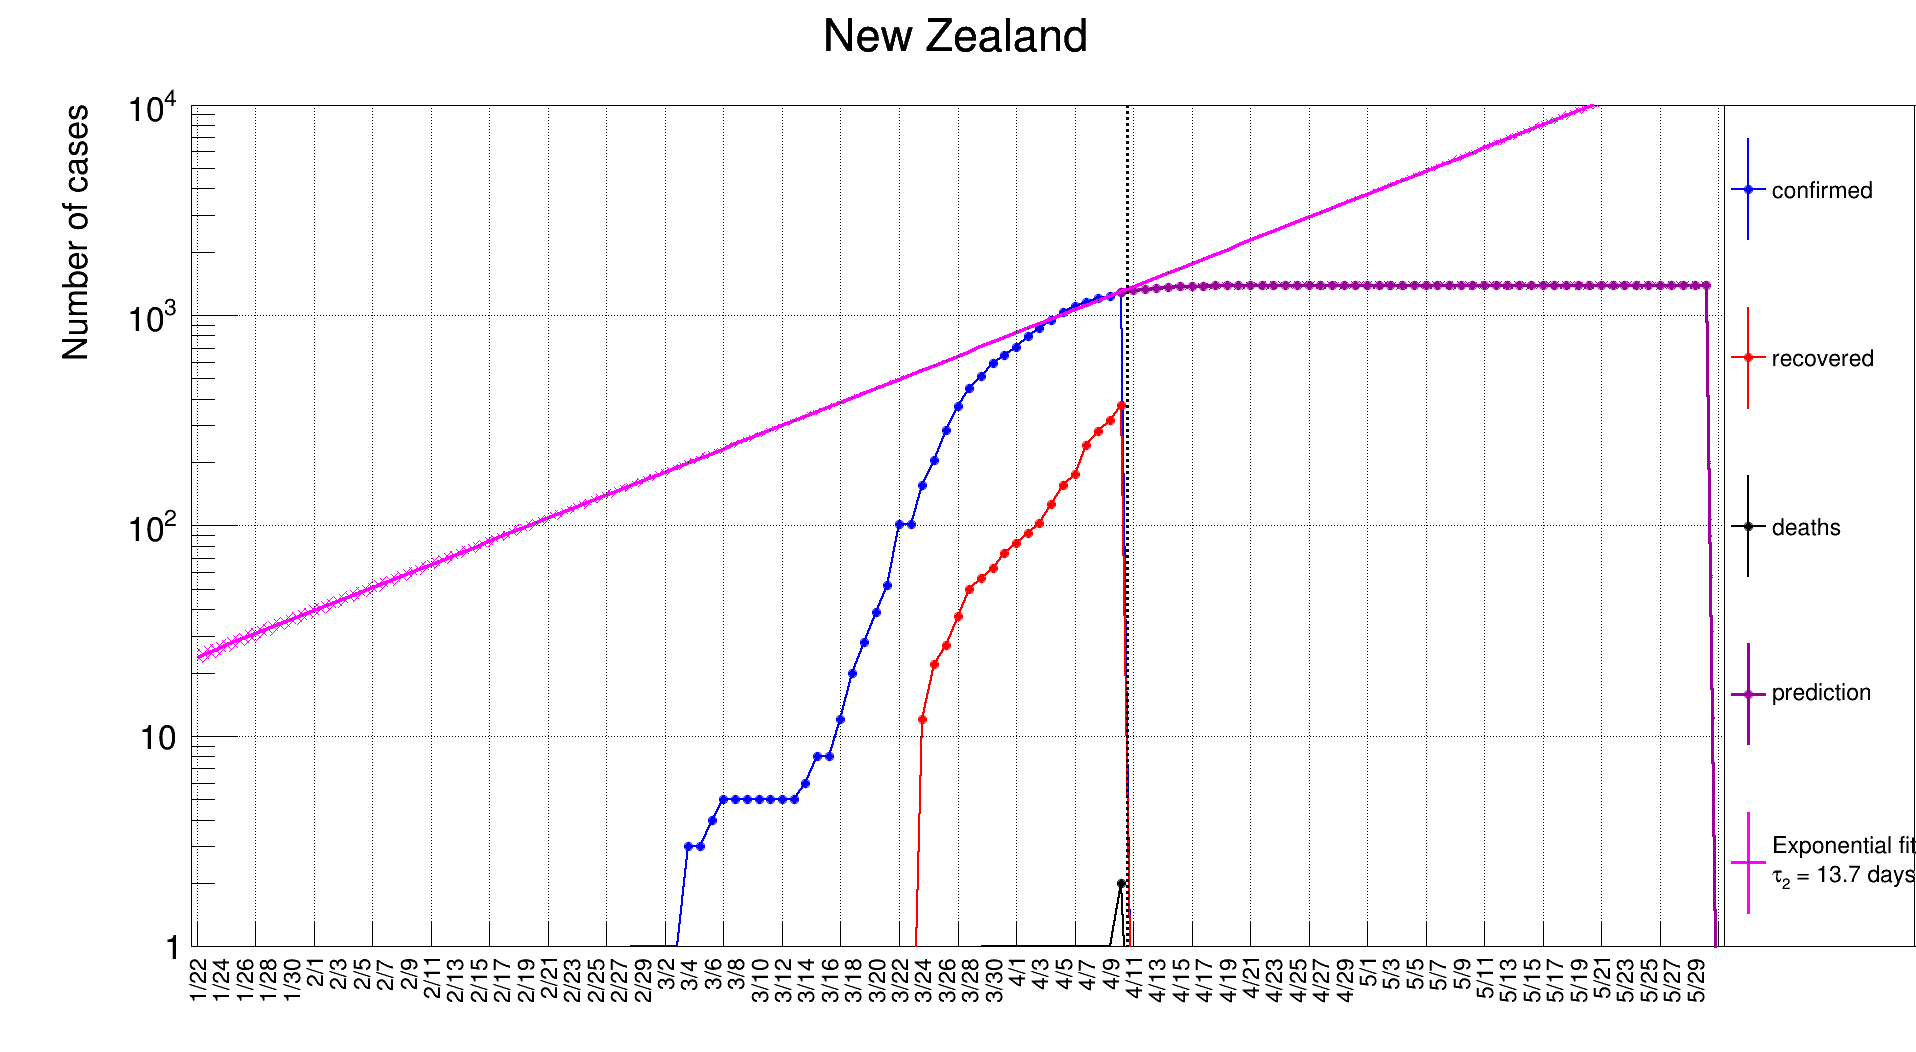 New Zealand
Number of cases
10^4
10^3
10^2
10
1
1/22 1/24 1/26 1/28 1/30 2/1 2/3 2/5 2/7 2/9 2/11 2/13 2/15 2/17 2/19 2/21 2/23 2/25 2/27 2/29 3/2 3/4 3/6 3/8 3/10 3/12 3/14 3/16 3/18 3/20 3/22 3/24 3/26 3/28 3/30 4/1 4/3 4/5 4/7 4/9 4/11 4/13 4/15 4/17 4/19 4/21 4/23 4/25 4/27 4/29 5/1 5/3 5/5 5/7 5/9 5/11 5/13 5/15 5/17 5/19 5/21 5/23 5/25 5/27 5/29
confirmed
recovered
deaths
prediction
Exponential fit
τ₂ = 13.7 days